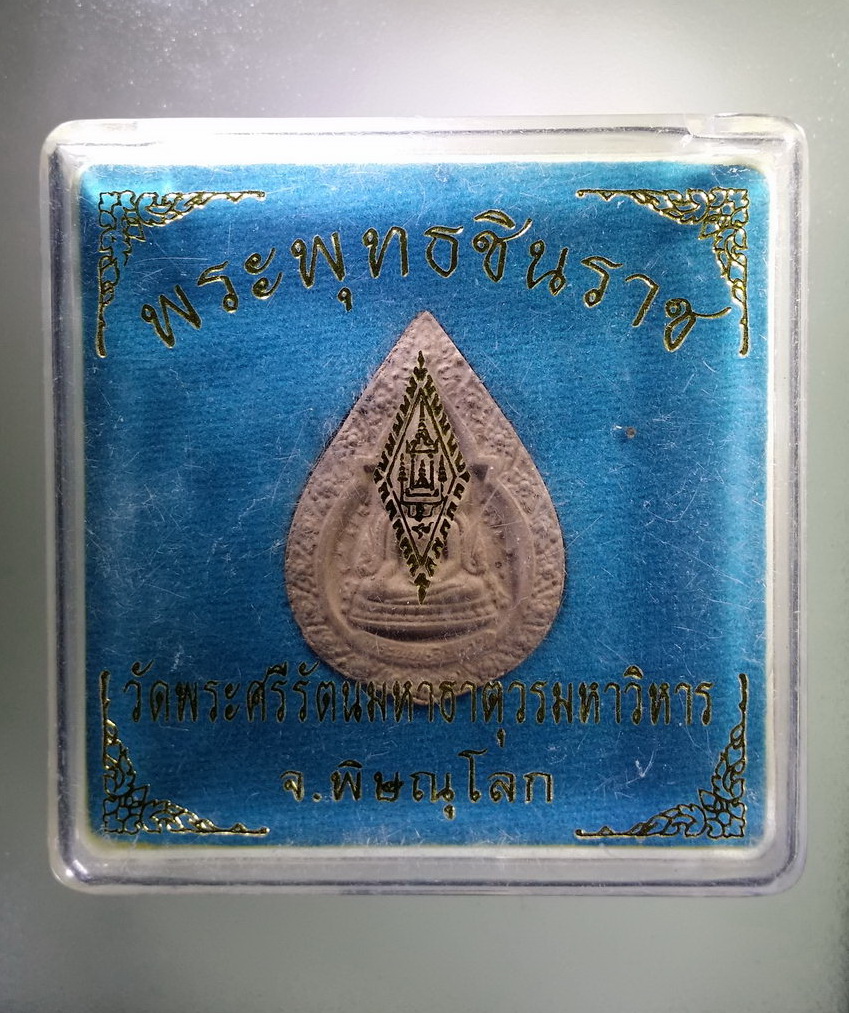 พระพุทธชินราช
วัดพระศรีรัตนมหาธาตุวรมหาวิหาร
จ.พิษณุโลก